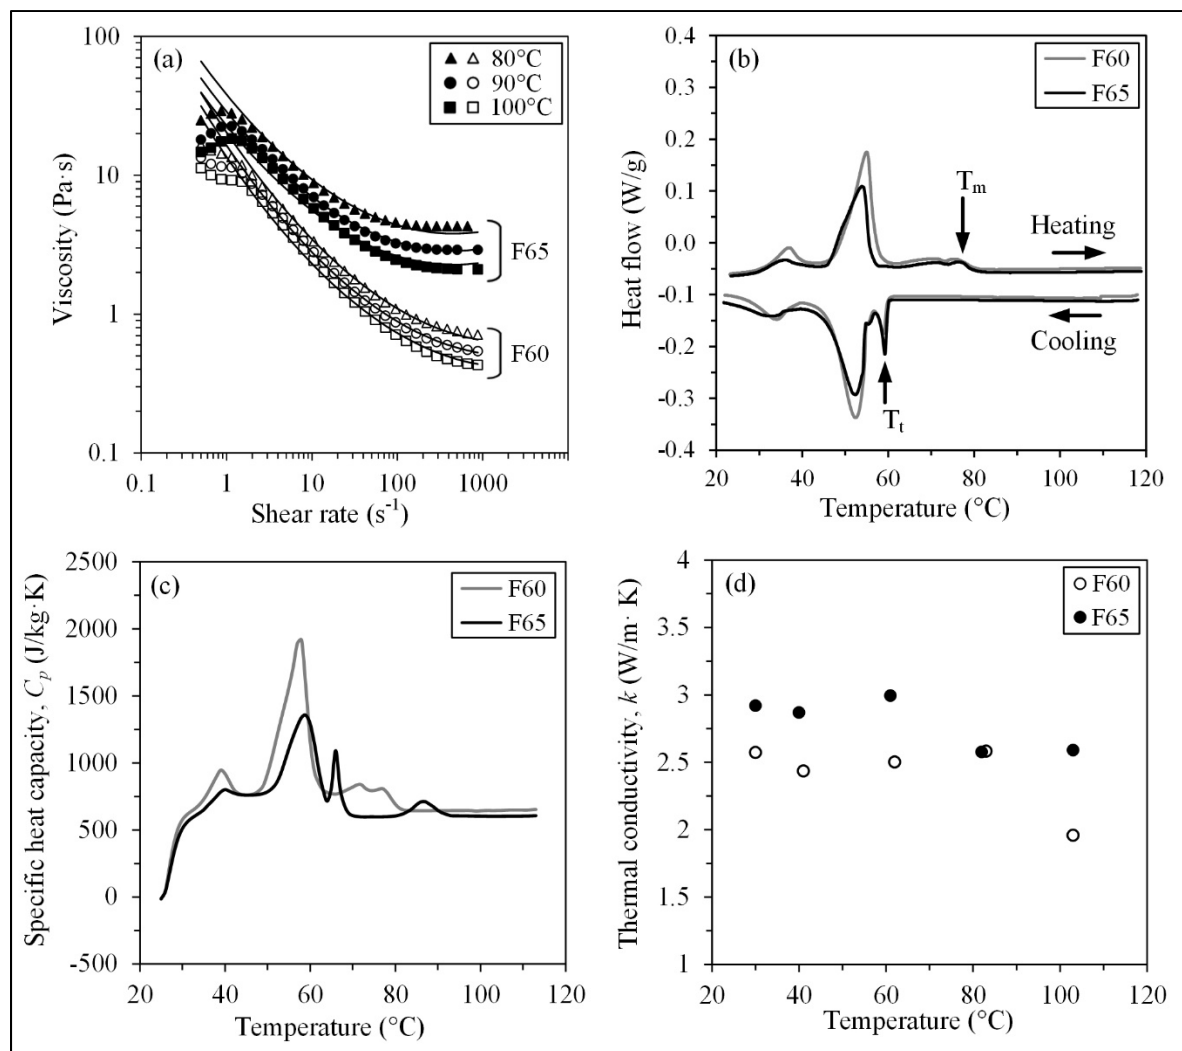 (a)
80°C
90°C
100°C
F65
F60
100
10
1
0.1
0.1 1 10 100 1000
Viscosity (Pa·s)
Shear rate (s⁻¹)
(b)
F60
F65
Tₘ
Heating
Cooling
Tₜ
0.4
0.3
0.2
0.1
0.0
-0.1
-0.2
-0.3
-0.4
20 40 60 80 100 120
Heat flow (W/g)
Temperature (°C)
(c)
F60
F65
2500
2000
1500
1000
500
0
-500
20 40 60 80 100 120
Specific heat capacity, Cₚ (J/kg·K)
Temperature (°C)
(d)
F60
F65
4
3.5
3
2.5
2
1.5
1
20 40 60 80 100 120
Thermal conductivity, k (W/m· K)
Temperature (°C)